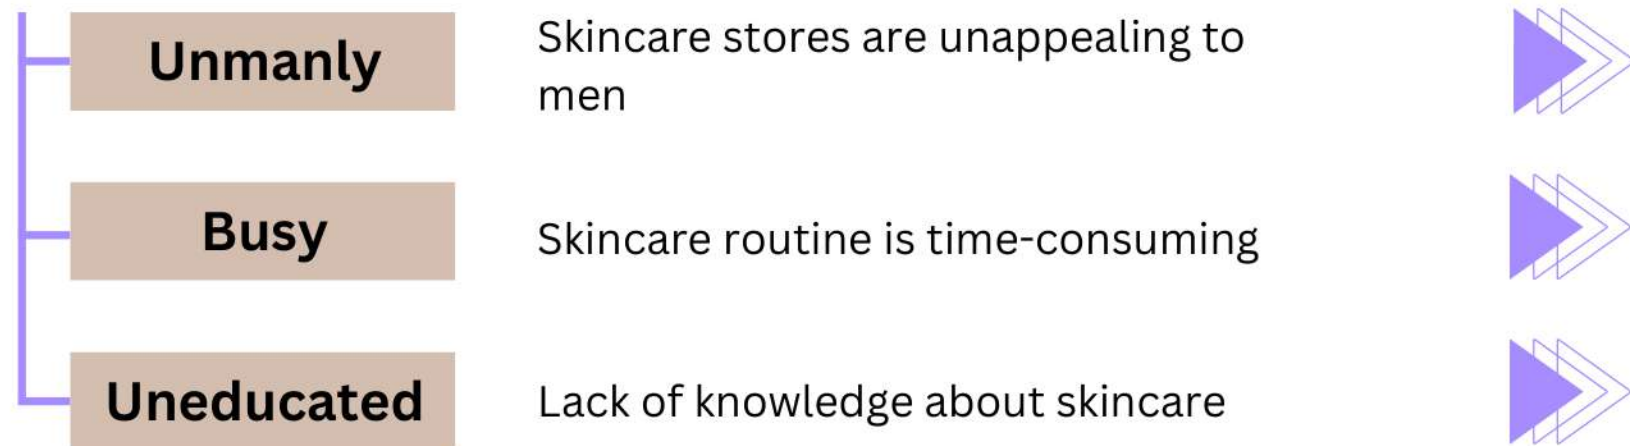 Unmanly
Skincare stores are unappealing to
men
Busy
Skincare routine is time-consuming
Uneducated
Lack of knowledge about skincare